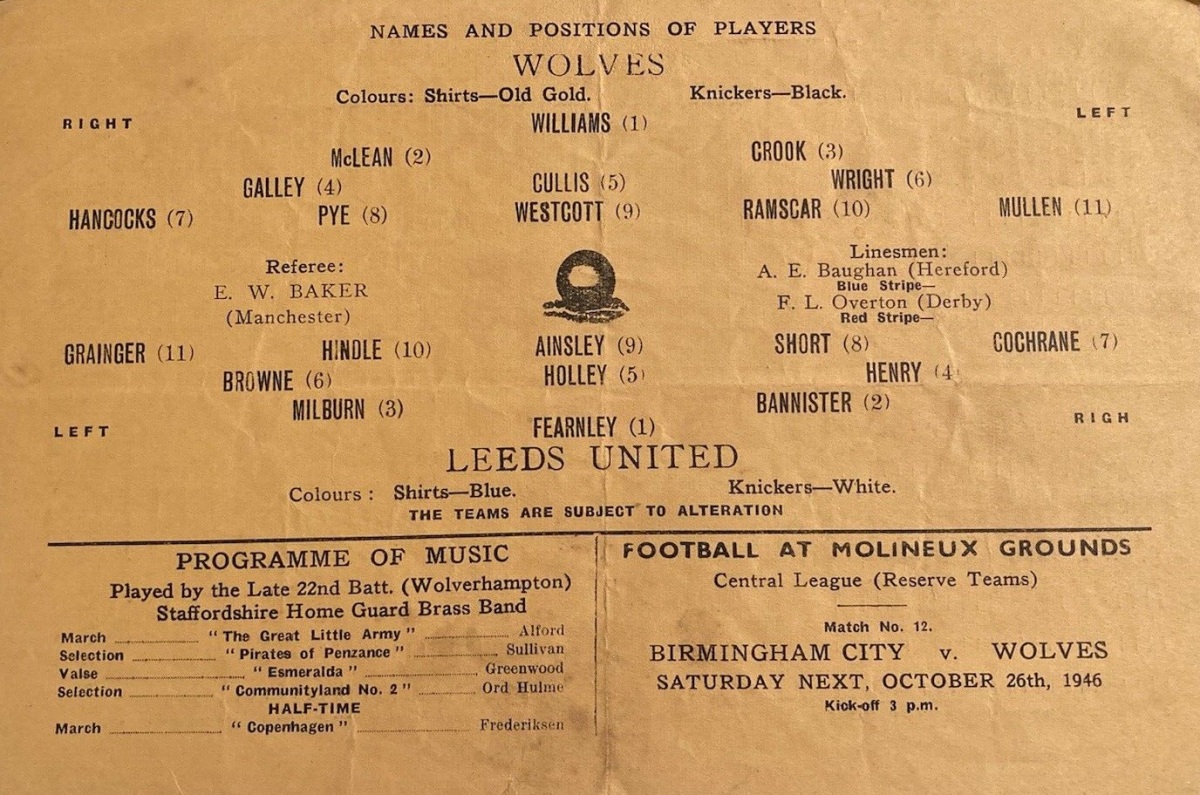 NAMES AND POSITIONS OF PLAYERS
WOLVES
Colours: Shirts—Old Gold. Knickers—Black.
RIGHT LEFT
WILLIAMS (1)
McLEAN (2) CROOK (3)
GALLEY (4) CULLIS (5) WRIGHT (6)
HANCOCKS (7) PYE (8) WESTCOTT (9) RAMSCAR (10) MULLEN (11)
Referee:
E. W. BAKER
(Manchester)
Linesmen:
A. E. Baughan (Hereford)
Blue Stripe—
F. L. Overton (Derby)
Red Stripe—
GRAINGER (11) HINDLE (10) AINSLEY (9) SHORT (8) COCHRANE (7)
BROWNE (6) HOLLEY (5) HENRY (4
MILBURN (3) BANNISTER (2)
FEARNLEY (1)
LEFT RIGH
LEEDS UNITED
Colours : Shirts—Blue. Knickers—White.
THE TEAMS ARE SUBJECT TO ALTERATION
PROGRAMME OF MUSIC
Played by the Late 22nd Batt. (Wolverhampton)
Staffordshire Home Guard Brass Band
March "The Great Little Army" Alford
Selection "Pirates of Penzance" Sullivan
Valse "Esmeralda" Greenwood
Selection "Communityland No. 2" Ord Hulme
HALF-TIME
March "Copenhagen" Frederiksen
FOOTBALL AT MOLINEUX GROUNDS
Central League (Reserve Teams)
Match No. 12.
BIRMINGHAM CITY v. WOLVES
SATURDAY NEXT, OCTOBER 26th, 1946
Kick-off 3 p.m.